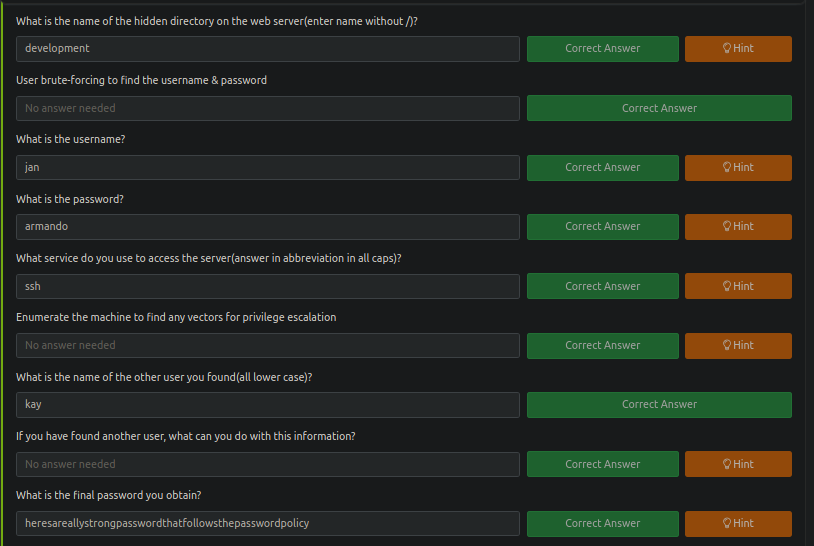 What is the name of the hidden directory on the web server(enter name without /)?
development Correct Answer Hint
User brute-forcing to find the username & password
No answer needed Correct Answer
What is the username?
jan Correct Answer Hint
What is the password?
armando Correct Answer Hint
What service do you use to access the server(answer in abbreviation in all caps)?
ssh Correct Answer Hint
Enumerate the machine to find any vectors for privilege escalation
No answer needed Correct Answer Hint
What is the name of the other user you found(all lower case)?
kay Correct Answer
If you have found another user, what can you do with this information?
No answer needed Correct Answer Hint
What is the final password you obtain?
heresareallystrongpasswordthatfollowsthepasswordpolicy Correct Answer Hint